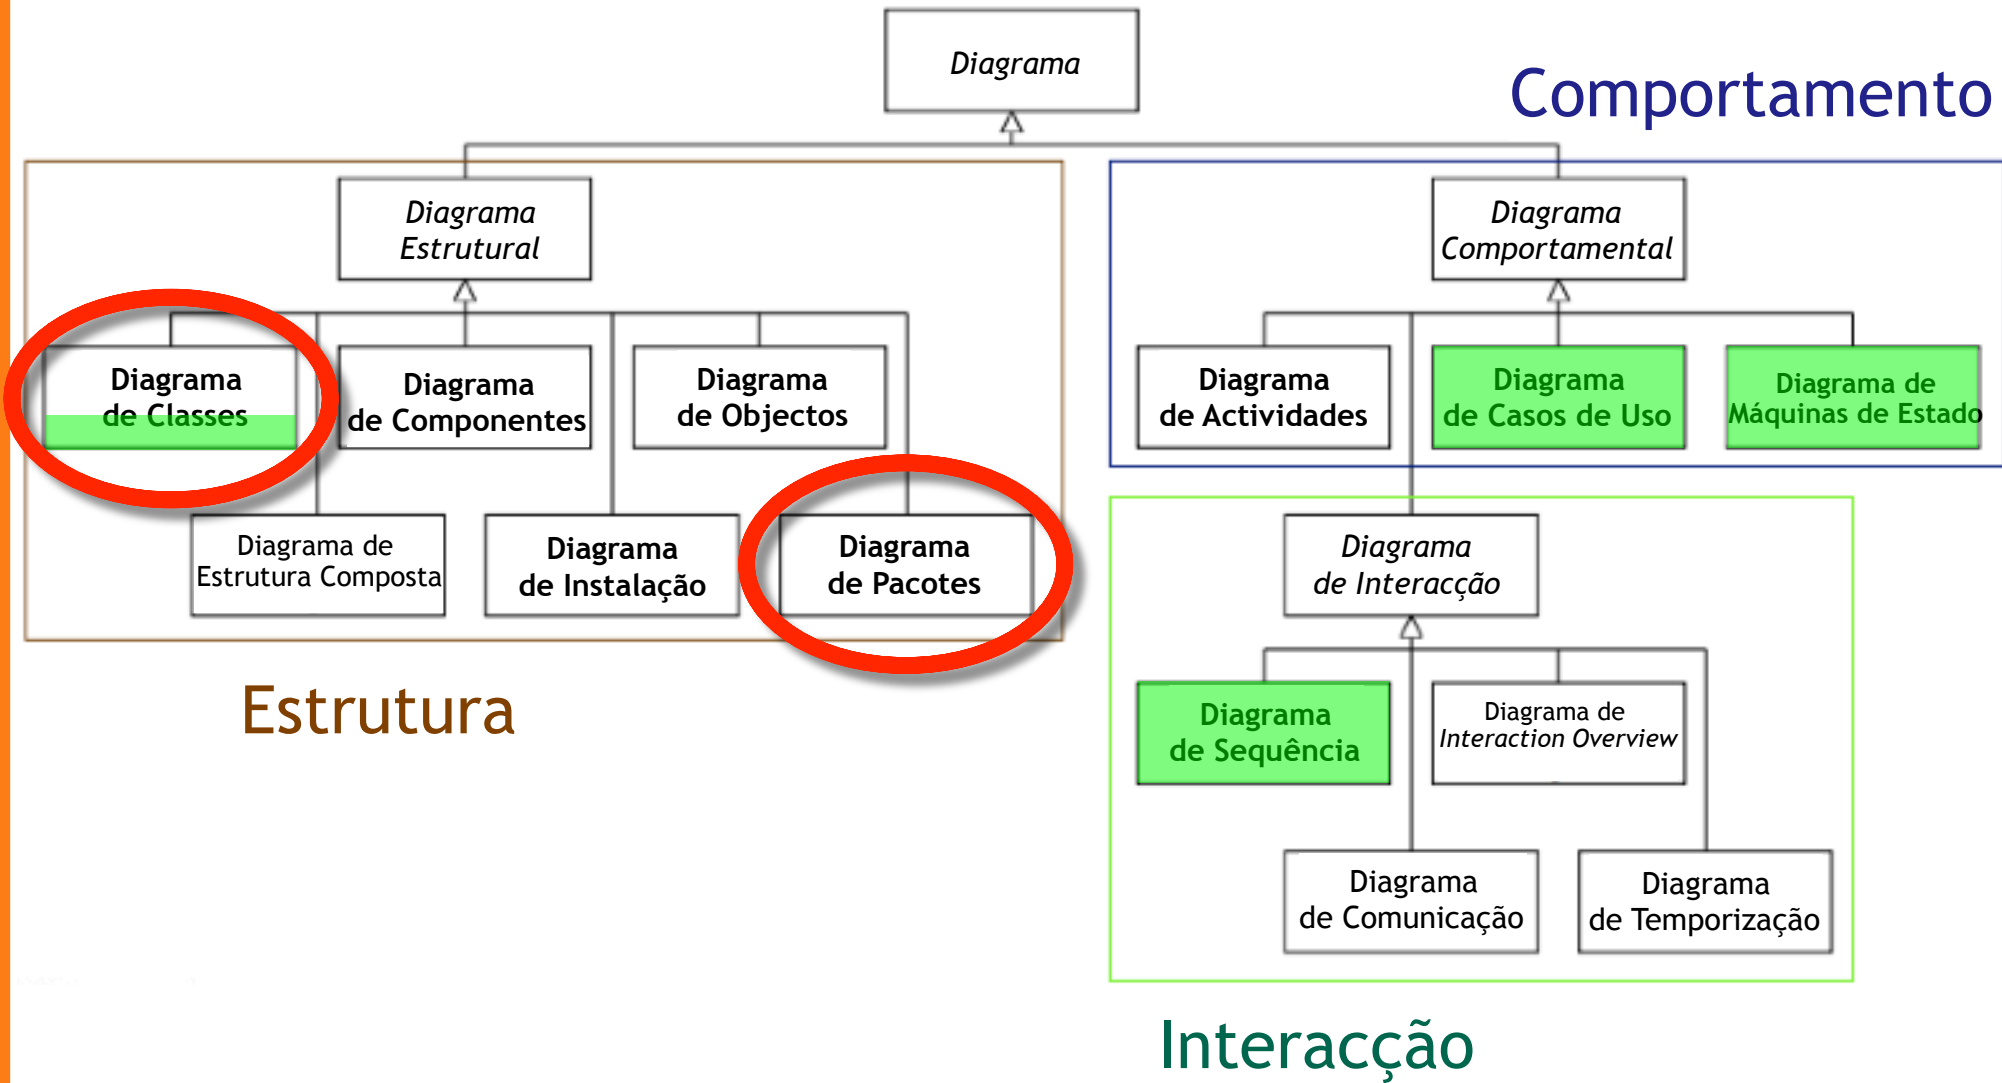 Diagrama
Comportamento
Diagrama
Estrutural
Diagrama
Comportamental
Diagrama
de Classes
Diagrama
de Componentes
Diagrama
de Objectos
Diagrama
de Actividades
Diagrama
de Casos de Uso
Diagrama de
Máquinas de Estado
Diagrama de
Estrutura Composta
Diagrama
de Instalação
Diagrama
de Pacotes
Diagrama
de Interacção
Estrutura
Diagrama
de Sequência
Diagrama de
Interaction Overview
Diagrama
de Comunicação
Diagrama
de Temporização
Interacção